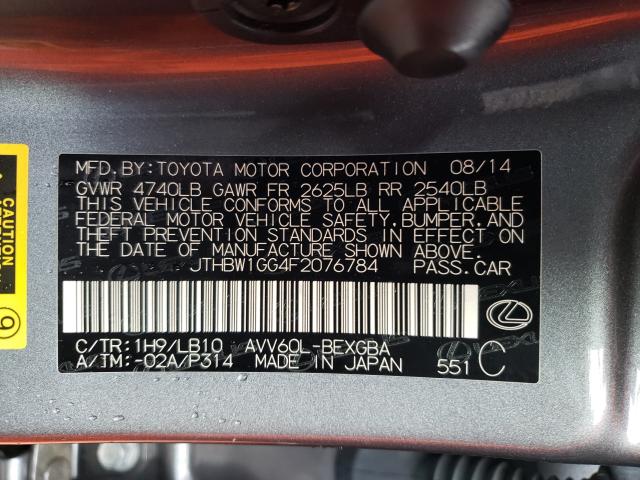 MFD.BY:TOYOTA MOTOR CORPORATION 08/14
GVWR 4740LB GAWR FR 2625LB RR 2540LB
THIS VEHICLE CONFORMS TO ALL APPLICABLE
FEDERAL MOTOR VEHICLE SAFETY,BUMPER,AND
THEFT PREVENTION STANDARDS IN EFFECT ON
THE DATE OF MANUFACTURE SHOWN ABOVE.
JTHBW1GG4F2076784 PASS.CAR
C/TR:1H9/LB10 AVV60L-BEXGBA
A/TM:-02A/P314 MADE IN JAPAN 551 C
CAUTION
9